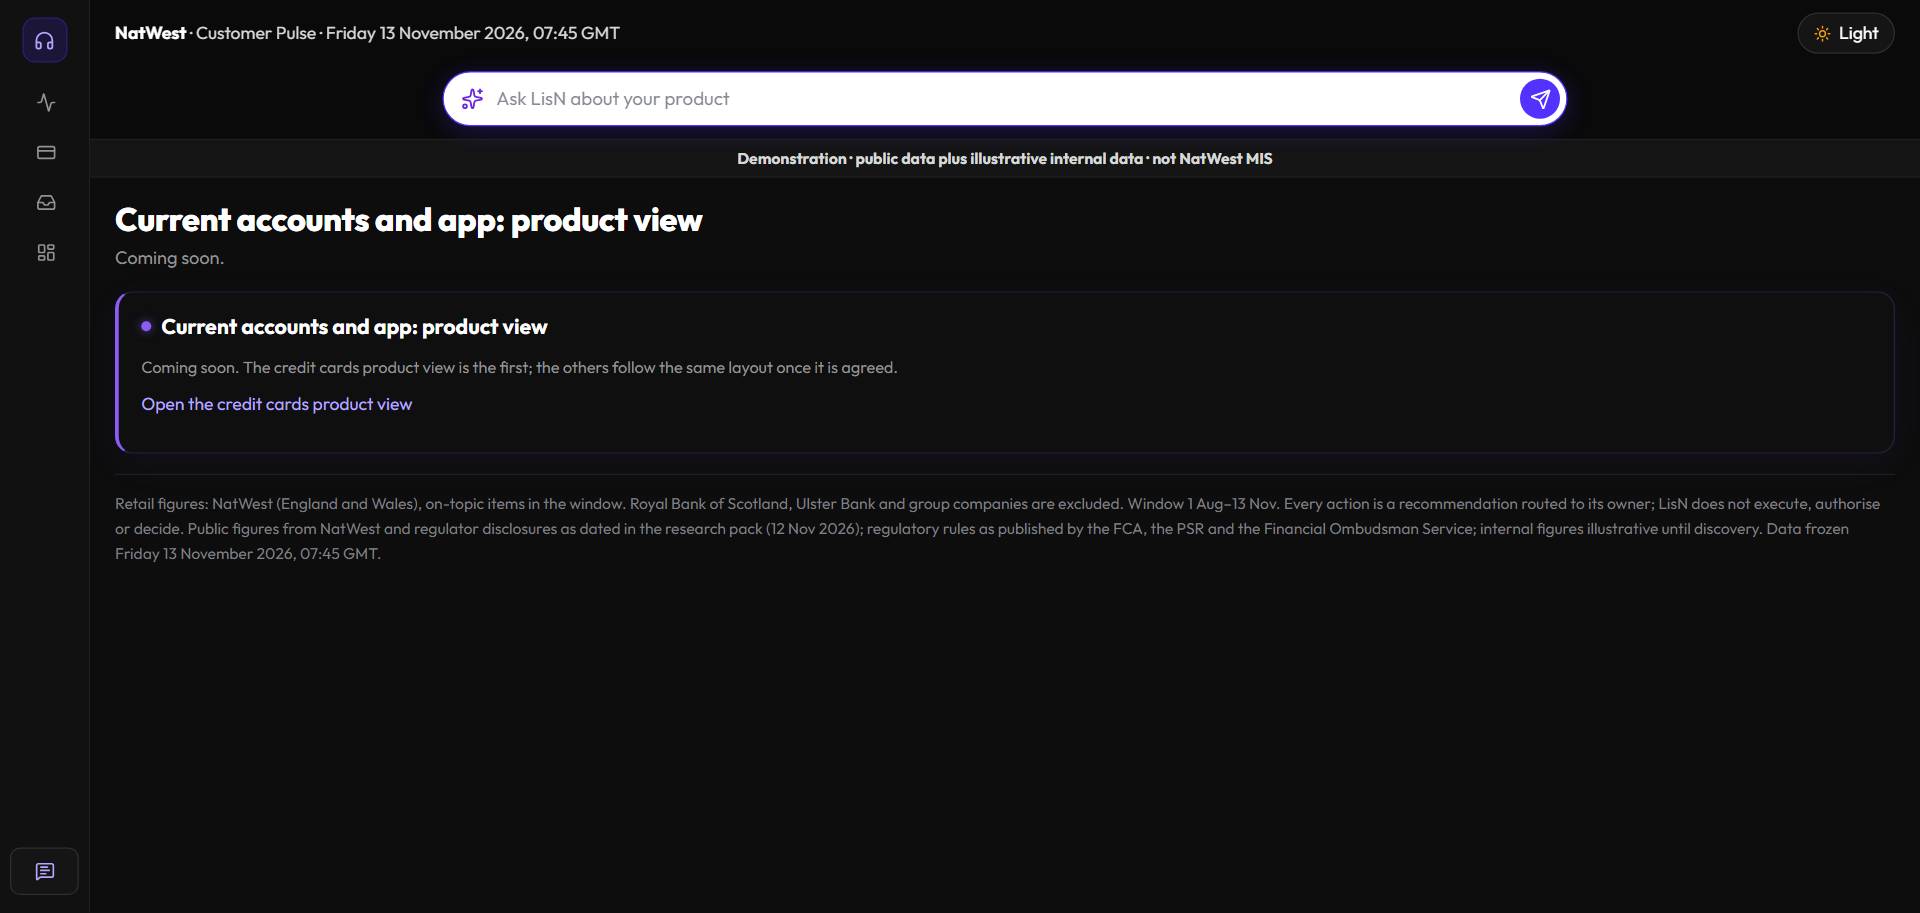 NatWest · Customer Pulse · Friday 13 November 2026, 07:45 GMT
Light
Ask LisN about your product
Demonstration · public data plus illustrative internal data · not NatWest MIS
Current accounts and app: product view
Coming soon.
Current accounts and app: product view
Coming soon. The credit cards product view is the first; the others follow the same layout once it is agreed.
Open the credit cards product view
Retail figures: NatWest (England and Wales), on-topic items in the window. Royal Bank of Scotland, Ulster Bank and group companies are excluded. Window 1 Aug–13 Nov. Every action is a recommendation routed to its owner; LisN does not execute, authorise
or decide. Public figures from NatWest and regulator disclosures as dated in the research pack (12 Nov 2026); regulatory rules as published by the FCA, the PSR and the Financial Ombudsman Service; internal figures illustrative until discovery. Data frozen
Friday 13 November 2026, 07:45 GMT.